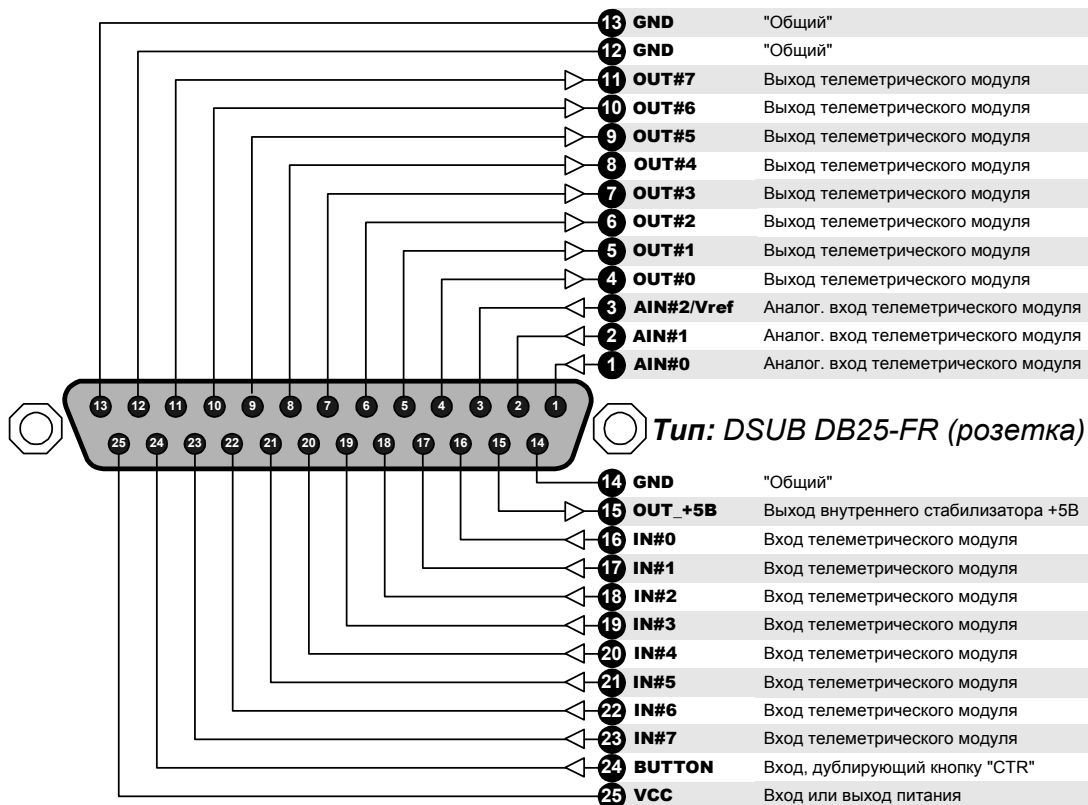 13 GND "Общий"
12 GND "Общий"
11 OUT#7 Выход телеметрического модуля
10 OUT#6 Выход телеметрического модуля
9 OUT#5 Выход телеметрического модуля
8 OUT#4 Выход телеметрического модуля
7 OUT#3 Выход телеметрического модуля
6 OUT#2 Выход телеметрического модуля
5 OUT#1 Выход телеметрического модуля
4 OUT#0 Выход телеметрического модуля
3 AIN#2/Vref Аналог. вход телеметрического модуля
2 AIN#1 Аналог. вход телеметрического модуля
1 AIN#0 Аналог. вход телеметрического модуля
13 12 11 10 9 8 7 6 5 4 3 2 1
25 24 23 22 21 20 19 18 17 16 15 14
Тип: DSUB DB25-FR (розетка)
14 GND "Общий"
15 OUT_+5В Выход внутреннего стабилизатора +5В
16 IN#0 Вход телеметрического модуля
17 IN#1 Вход телеметрического модуля
18 IN#2 Вход телеметрического модуля
19 IN#3 Вход телеметрического модуля
20 IN#4 Вход телеметрического модуля
21 IN#5 Вход телеметрического модуля
22 IN#6 Вход телеметрического модуля
23 IN#7 Вход телеметрического модуля
24 BUTTON Вход, дублирующий кнопку "CTR"
25 VCC Вход или выход питания